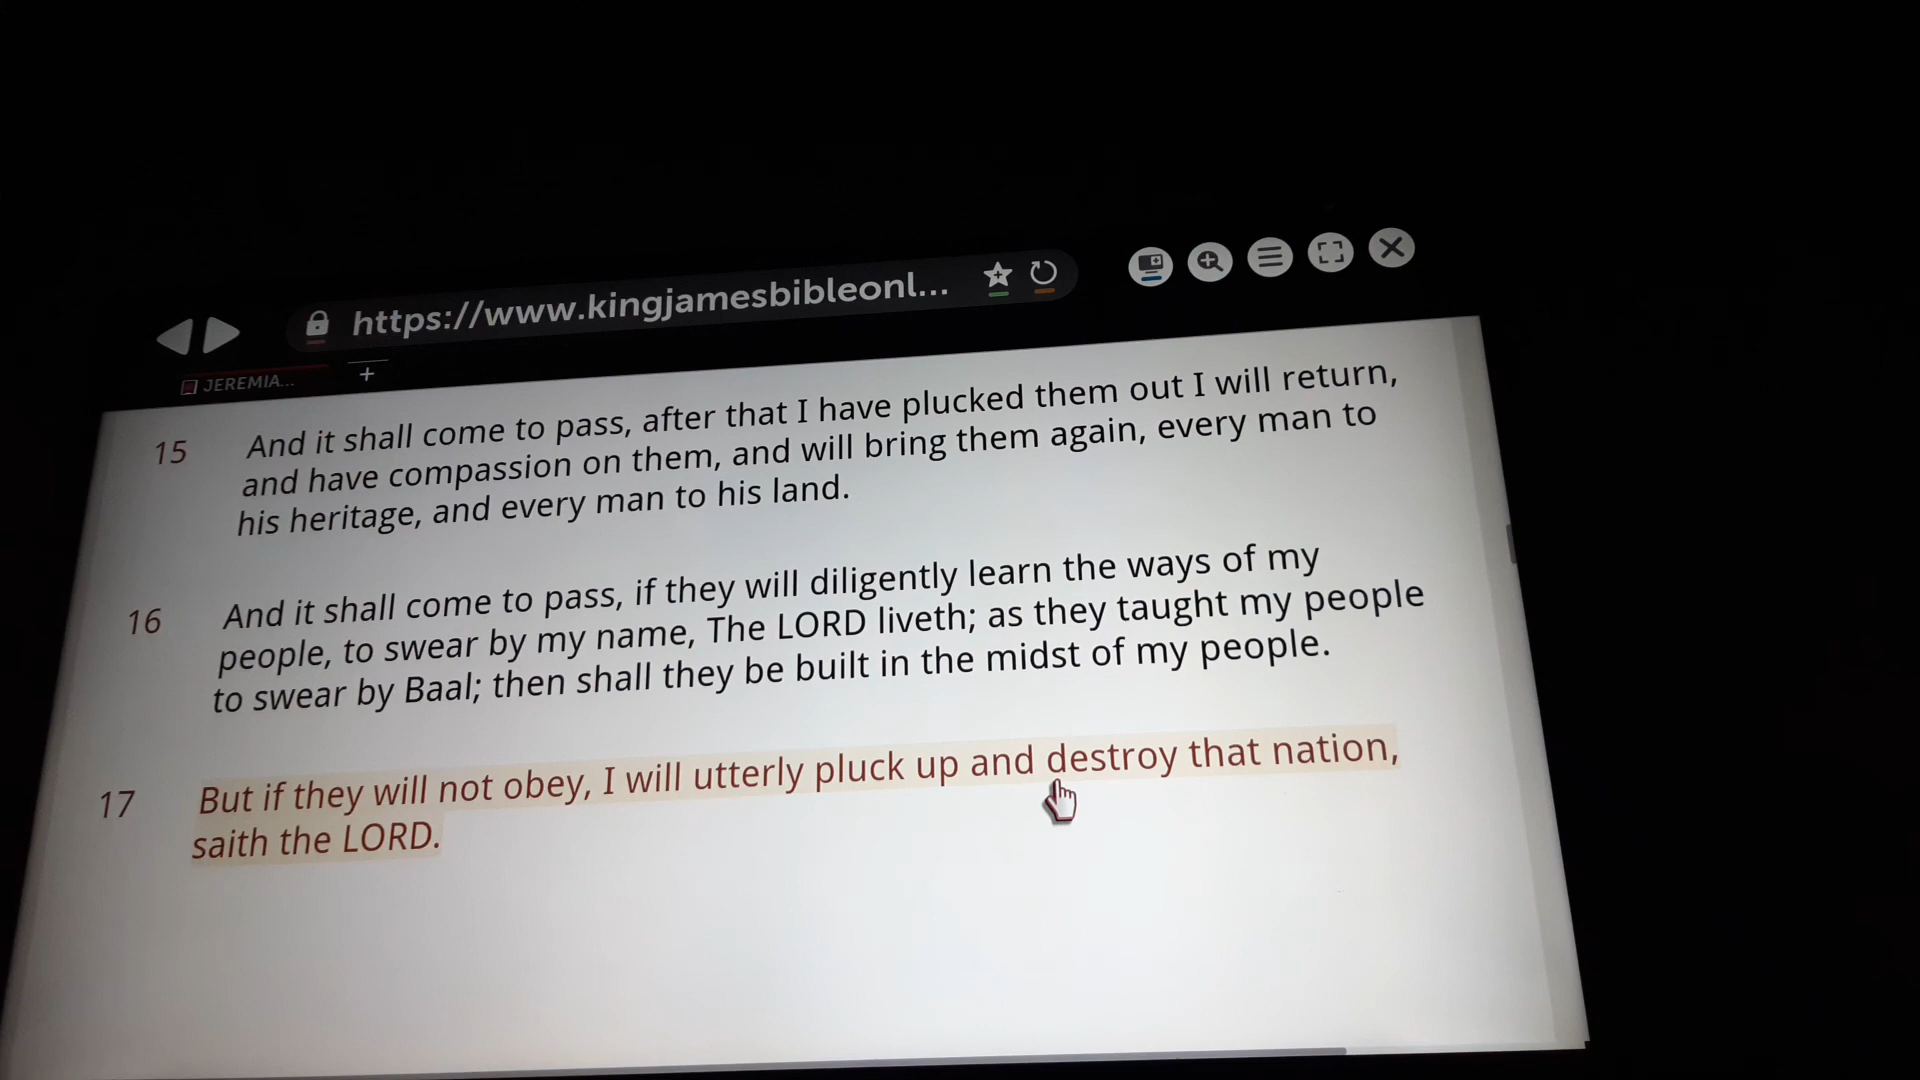 https://www.kingjamesbibleonl...
JEREMIA...
+
15 And it shall come to pass, after that I have plucked them out I will return,
and have compassion on them, and will bring them again, every man to
his heritage, and every man to his land.
16 And it shall come to pass, if they will diligently learn the ways of my
people, to swear by my name, The LORD liveth; as they taught my people
to swear by Baal; then shall they be built in the midst of my people.
17 But if they will not obey, I will utterly pluck up and destroy that nation,
saith the LORD.